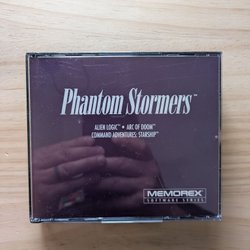 Phantom Stormers™
ALIEN LOGIC™ • ARC OF DOOM™
COMMAND ADVENTURES: STARSHIP™
MEMOREX
SOFTWARE SERIES